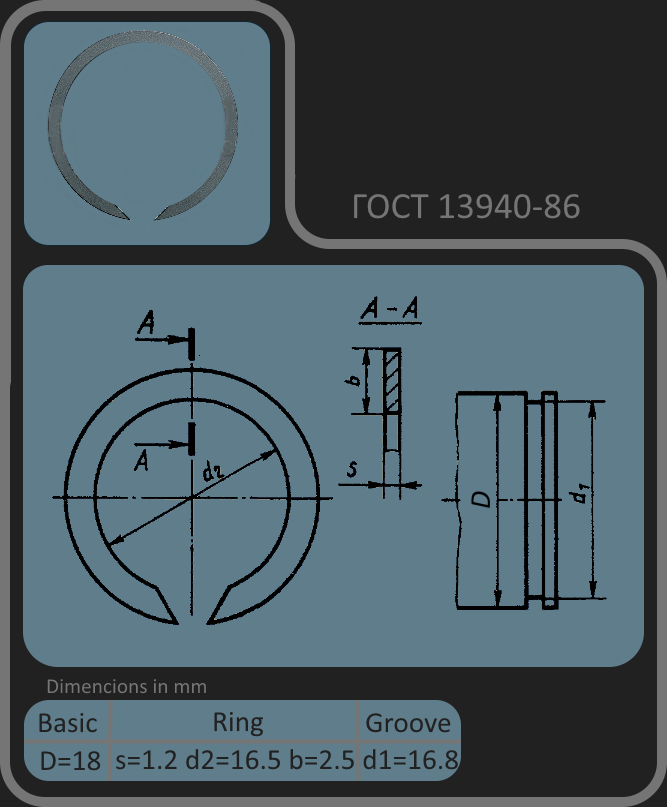 ГОСТ 13940-86
A
A - A
b
A
d2
s
D
d1
Dimencions in mm
Basic Ring Groove
D=18 s=1.2 d2=16.5 b=2.5 d1=16.8